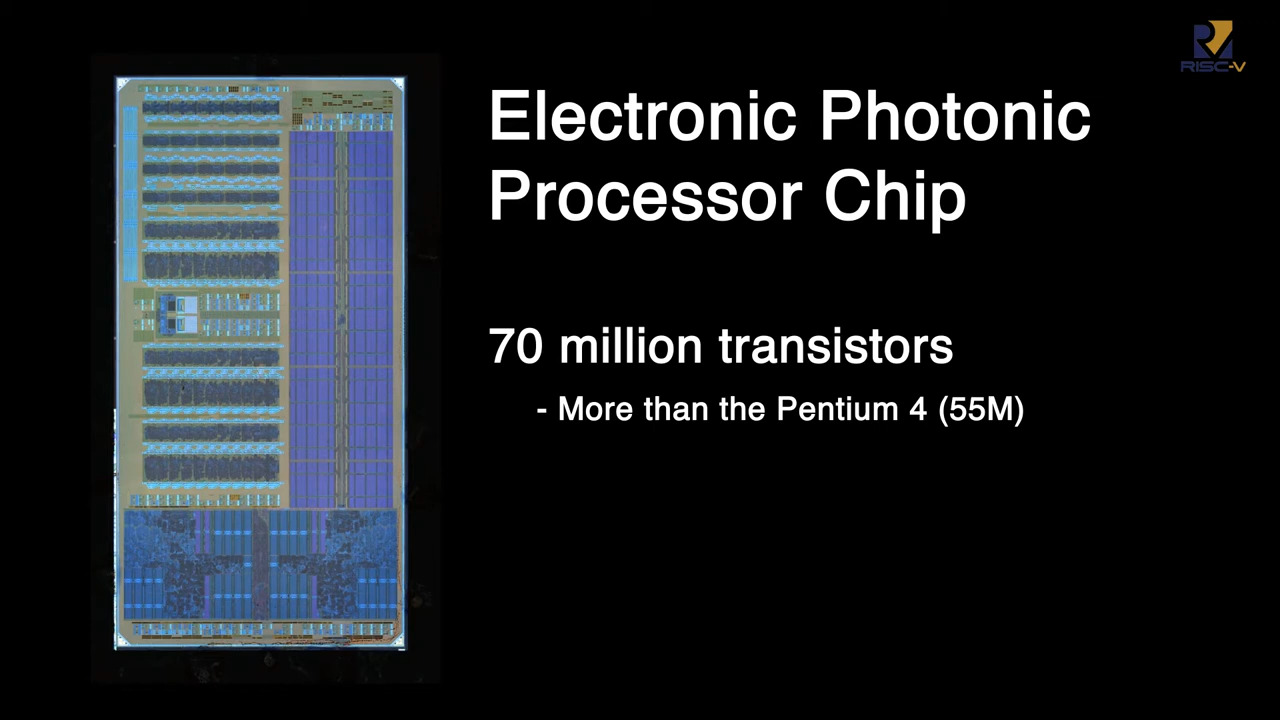 RISC-V
Electronic Photonic
Processor Chip
70 million transistors
- More than the Pentium 4 (55M)